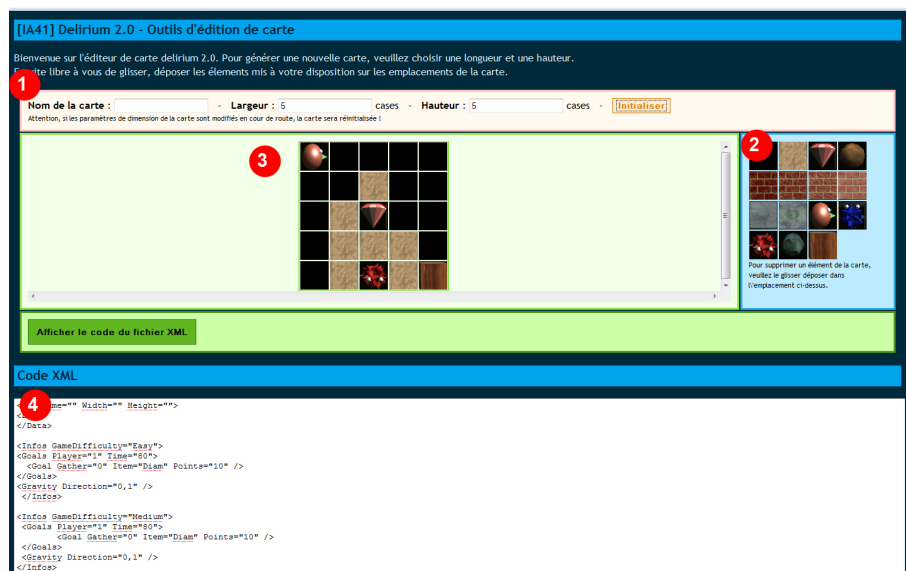 [IA41] Delirium 2.0 - Outils d'édition de carte
Bienvenue sur l'éditeur de carte delirium 2.0. Pour générer une nouvelle carte, veuillez choisir une longueur et une hauteur.
ite libre à vous de glisser, déposer les élements mis à votre disposition sur les emplacements de la carte.
1
Nom de la carte : - Largeur : 5 cases - Hauteur : 5 cases - [Initialiser]
Attention, si les paramètres de dimension de la carte sont modifiés en cour de route, la carte sera réinitialisée !
3
2
Pour supprimer un élément de la carte,
veuillez le glisser déposer dans
l\'emplacement ci-dessus.
Afficher le code du fichier XML
Code XML
4
me="" Width="" Height="">
</Data>
<Infos GameDifficulty="Easy">
<Goals Player="1" Time="80">
<Goal Gather="0" Item="Diam" Points="10" />
</Goals>
<Gravity Direction="0,1" />
</Infos>
<Infos GameDifficulty="Medium">
<Goals Player="1" Time="80">
<Goal Gather="0" Item="Diam" Points="10" />
</Goals>
<Gravity Direction="0,1" />
</Infos>